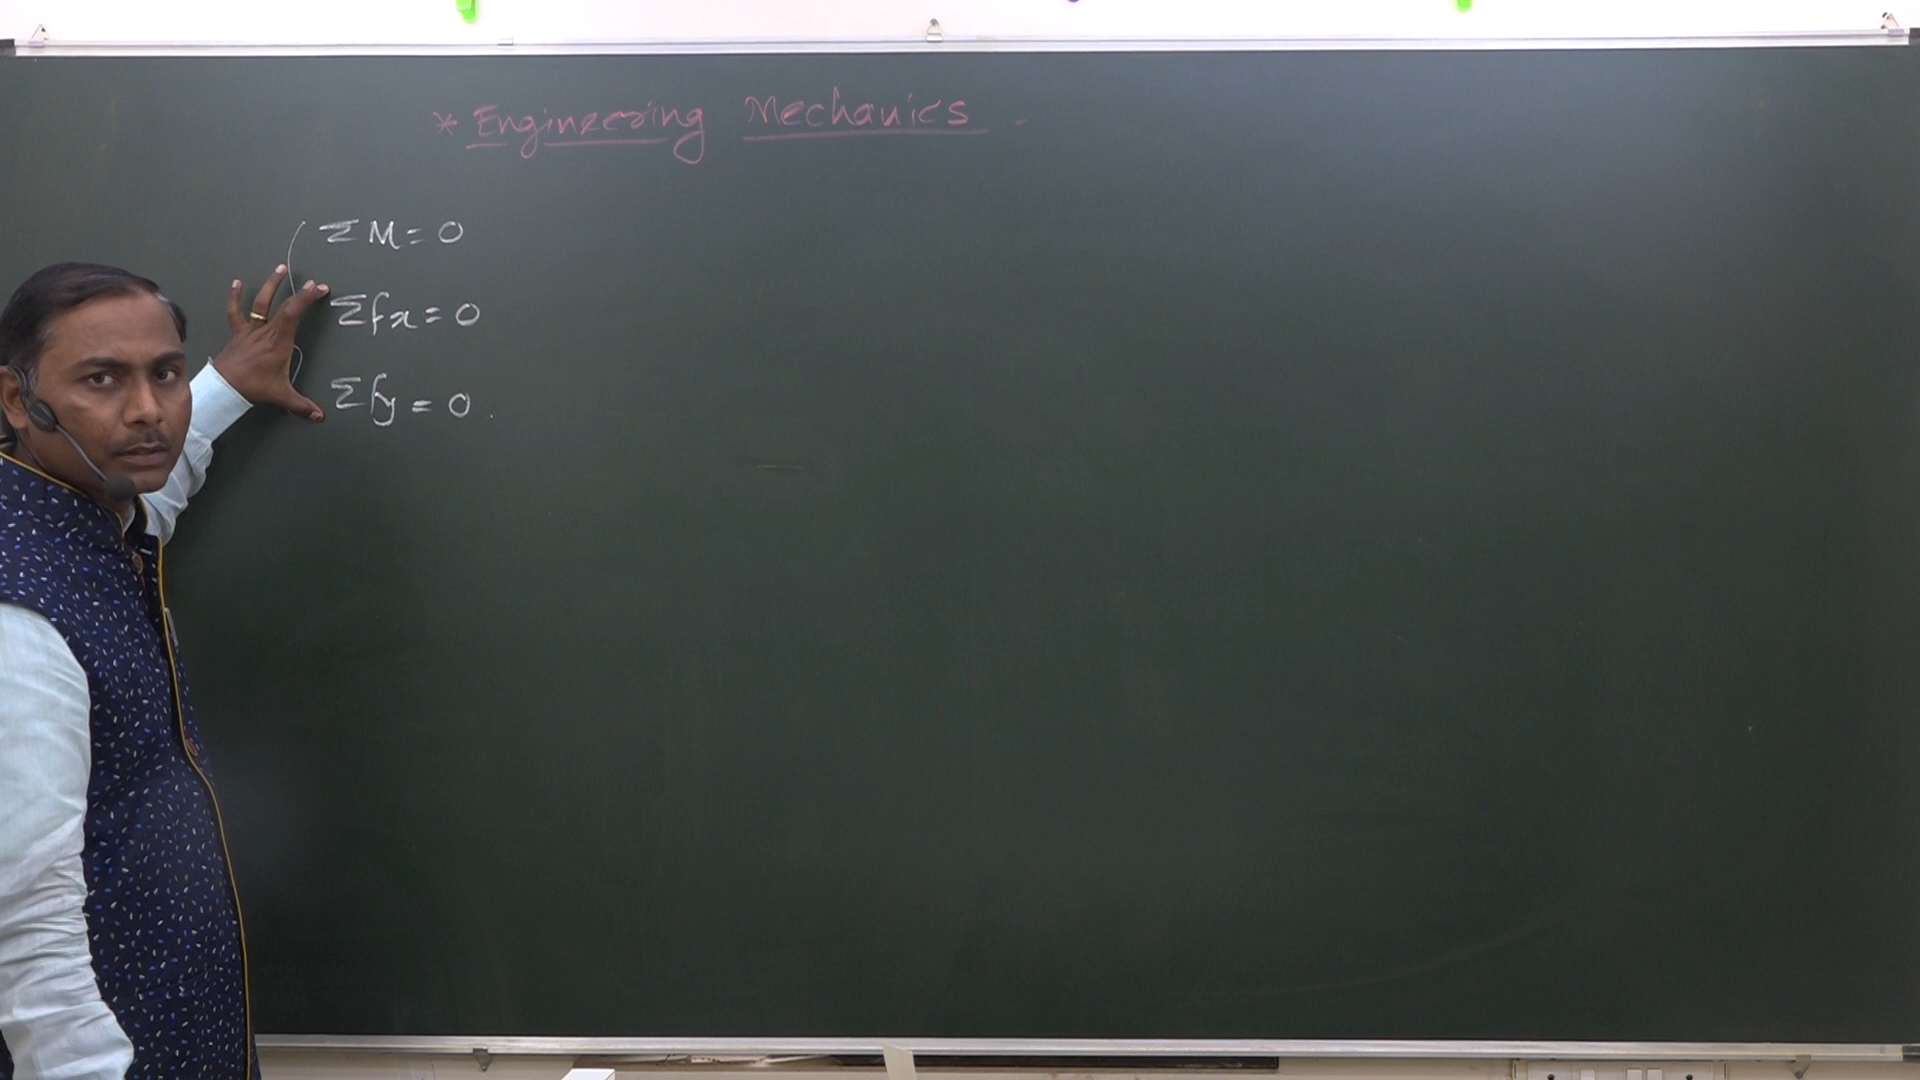 * Engineering Mechanics.
ΣM = 0
Σfx = 0
Σfy = 0.